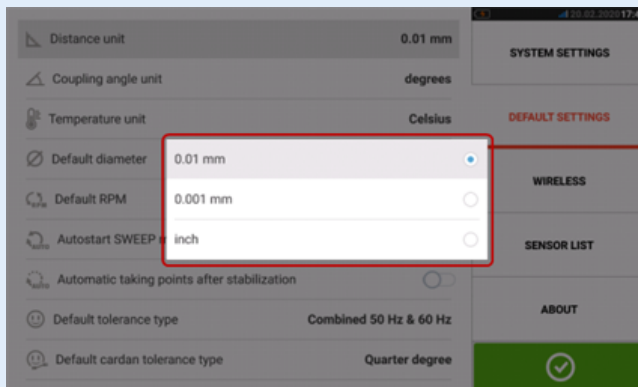 20.02.2020 17:4
Distance unit 0.01 mm
SYSTEM SETTINGS
Coupling angle unit degrees
Temperature unit Celsius
DEFAULT SETTINGS
Default diameter
0.01 mm
WIRELESS
Default RPM
0.001 mm
Autostart SWEEP
inch
SENSOR LIST
Automatic taking points after stabilization
Default tolerance type Combined 50 Hz & 60 Hz
ABOUT
Default cardan tolerance type Quarter degree